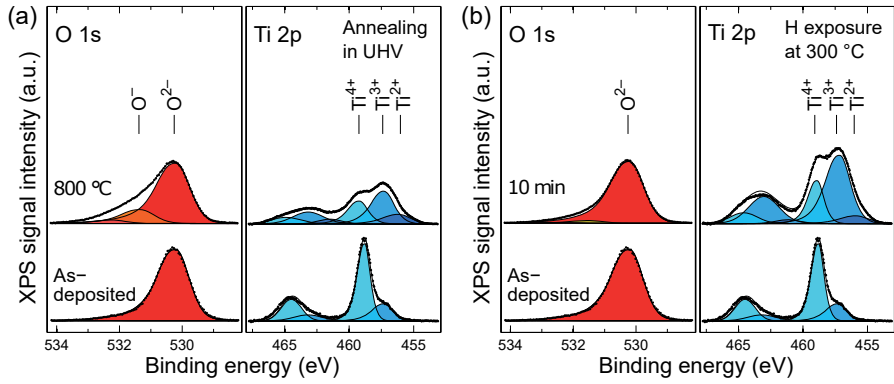 (a)
O 1s
Ti 2p
Annealing
in UHV
O⁻
O²⁻
Ti⁴⁺
Ti³⁺
Ti²⁺
800 ℃
As−
deposited
XPS signal intensity (a.u.)
534
532
530
465
460
455
Binding energy (eV)
(b)
O 1s
Ti 2p
H exposure
at 300 °C
O²⁻
Ti⁴⁺
Ti³⁺
Ti²⁺
10 min
As−
deposited
XPS signal intensity (a.u.)
534
532
530
465
460
455
Binding energy (eV)